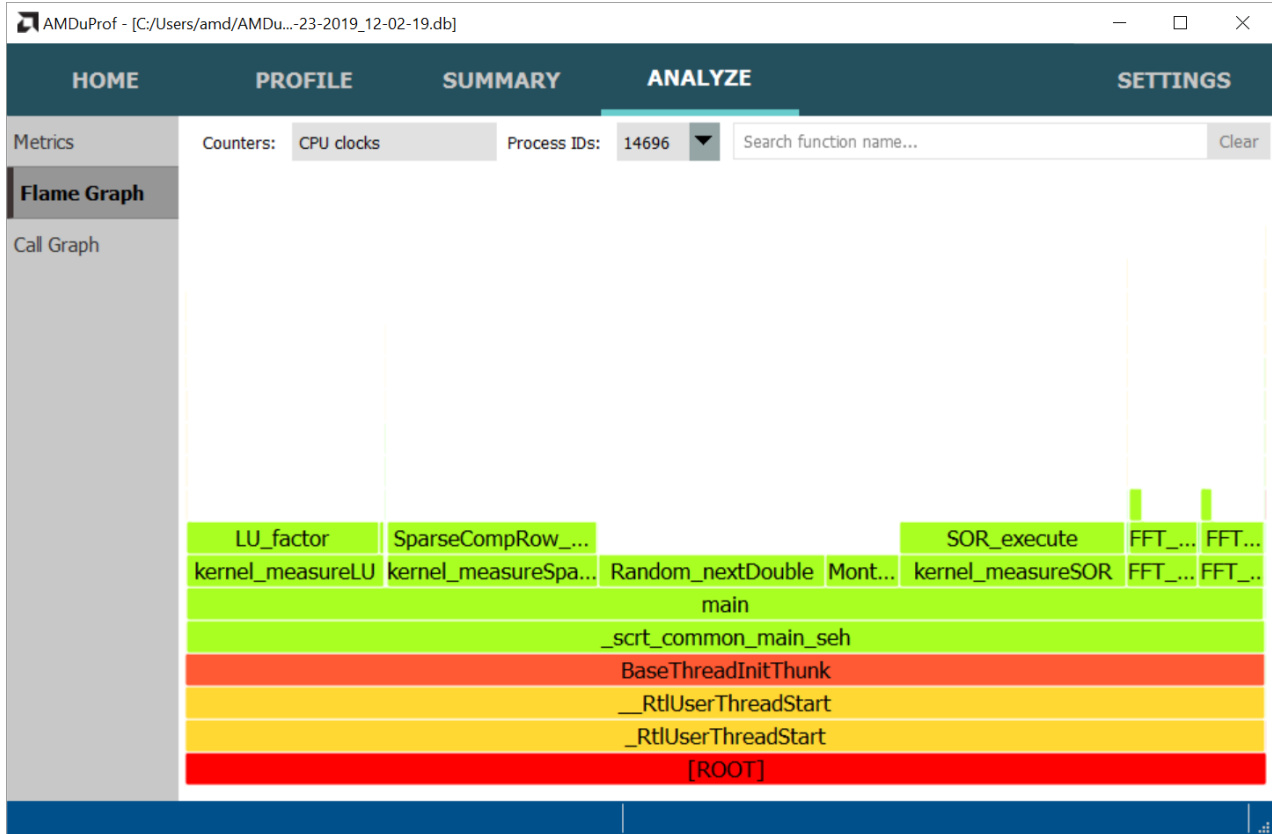 AMDuProf - [C:/Users/amd/AMDu...-23-2019_12-02-19.db]
HOME PROFILE SUMMARY ANALYZE SETTINGS
Metrics
Flame Graph
Call Graph
Counters: CPU clocks Process IDs: 14696 Search function name... Clear
LU_factor SparseCompRow_... SOR_execute FFT_... FFT...
kernel_measureLU kernel_measureSpa... Random_nextDouble Mont... kernel_measureSOR FFT_... FFT_..
main
_scrt_common_main_seh
BaseThreadInitThunk
__RtlUserThreadStart
_RtlUserThreadStart
[ROOT]